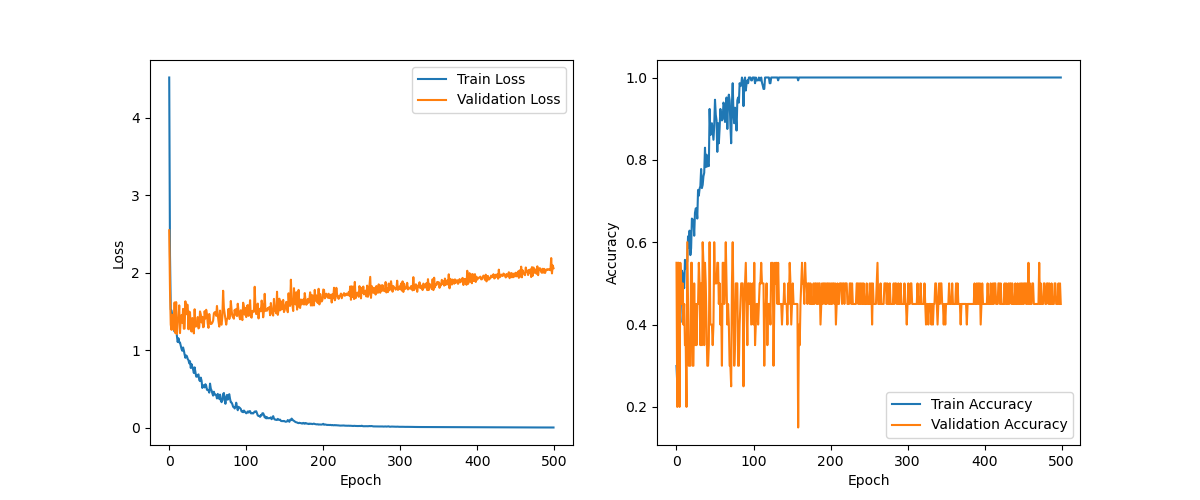 Train Loss
Validation Loss
Loss
4
3
2
1
0
0
100
200
300
400
500
Epoch
Accuracy
1.0
0.8
0.6
0.4
0.2
Train Accuracy
Validation Accuracy
0
100
200
300
400
500
Epoch